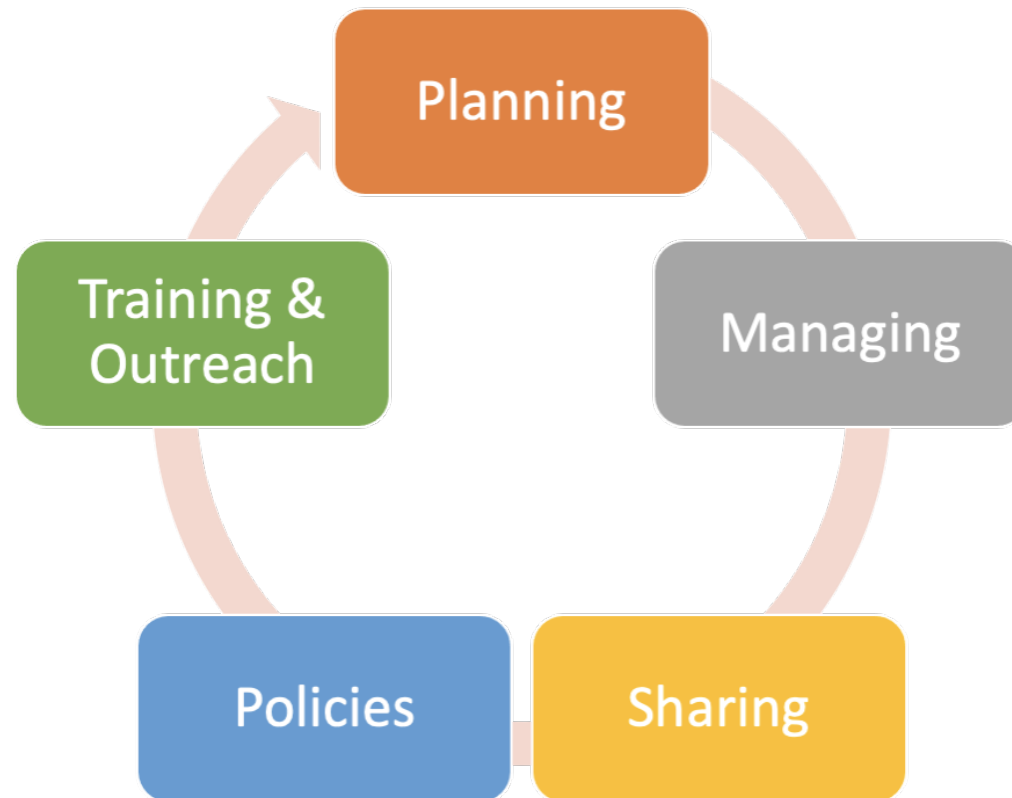 Planning
Managing
Sharing
Policies
Training &
Outreach